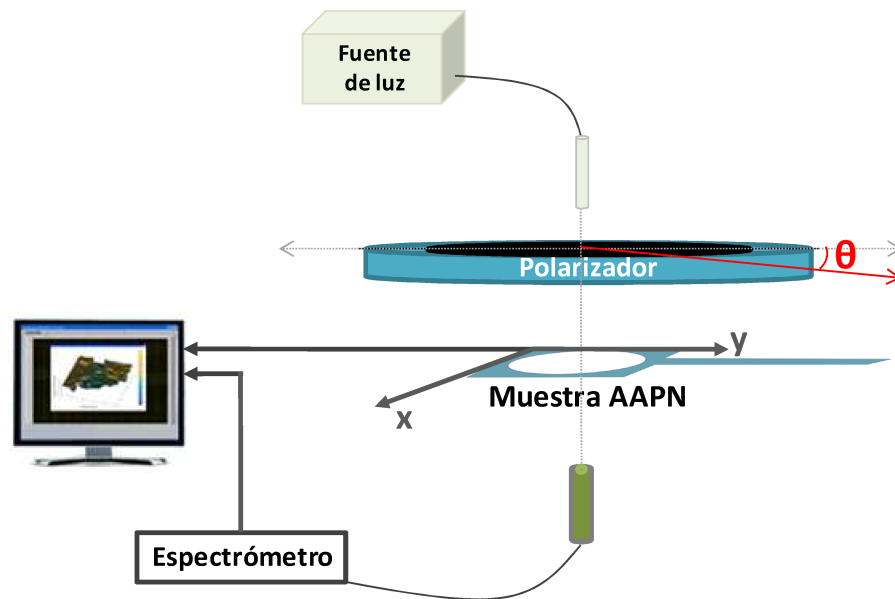 Fuente
de luz
θ
Polarizador
y
Muestra AAPN
x
Espectrómetro